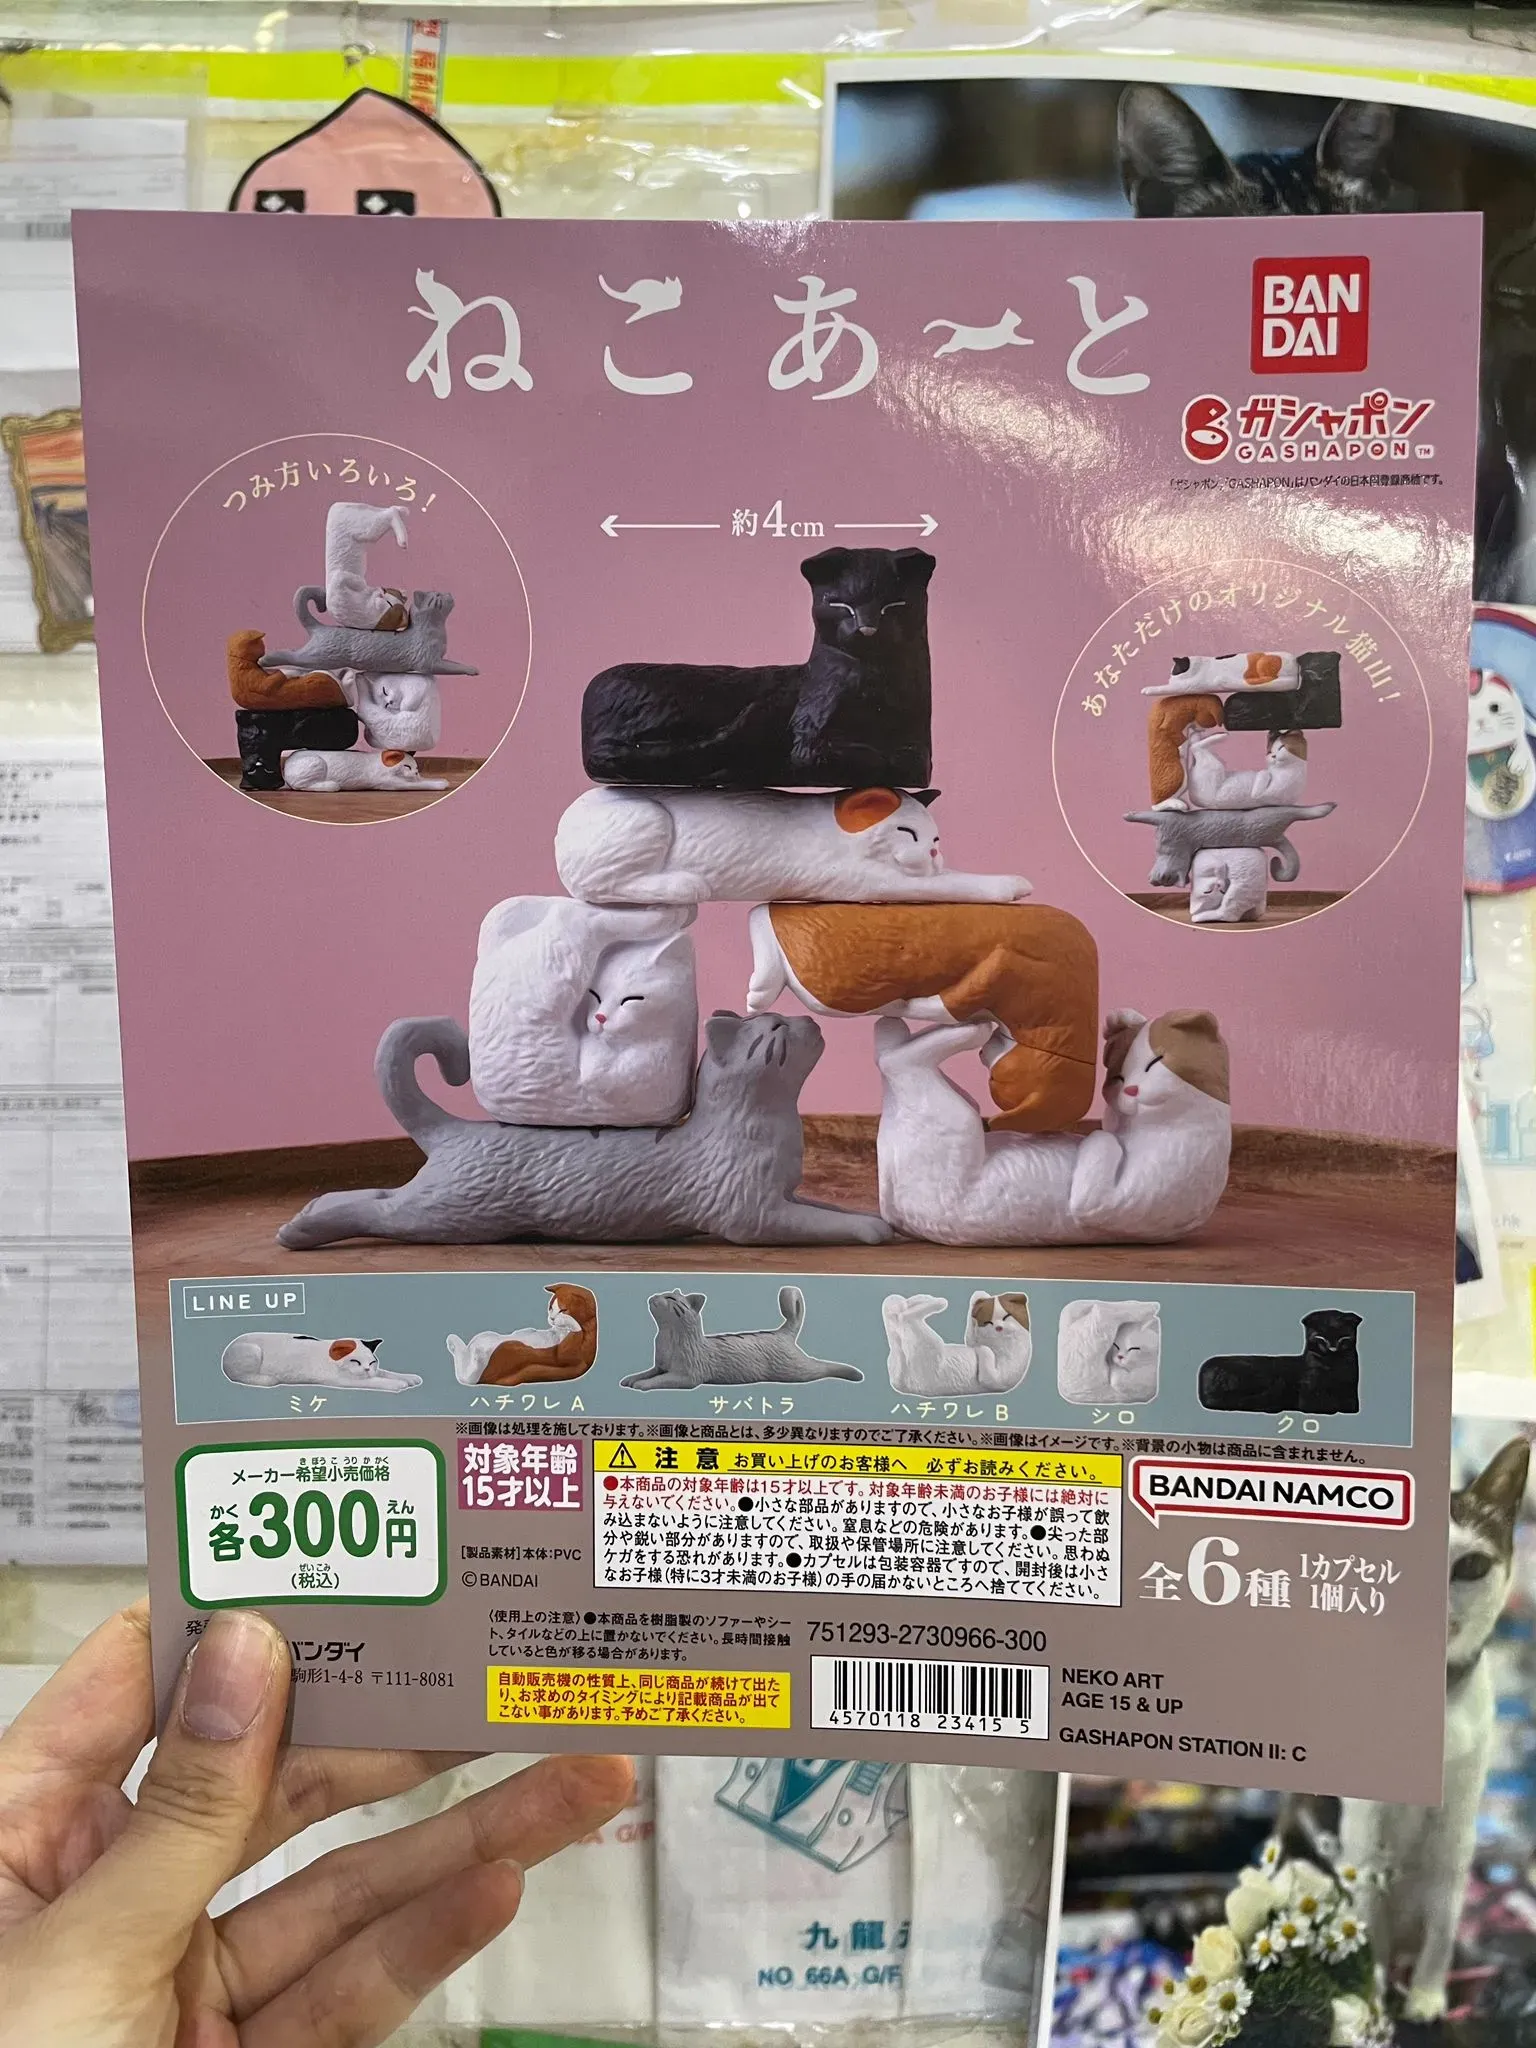 ねこあーと
BAN
DAI
ガシャポン
GASHAPON™
「ガシャポン」「GASHAPON」はバンダイの日本国登録商標です。
つみ方いろいろ!
約4cm
あなただけのオリジナル猫山!
LINE UP
ミケ
ハチワレA
サバトラ
ハチワレB
シロ
クロ
※画像は処理を施しております。※画像と商品とは、多少異なりますのでご了承ください。※画像はイメージです。※背景の小物は商品に含まれません。
メーカー希望小売価格
きぼうこうりかかく
各300円
かく えん
(税込)
ぜいこみ
対象年齢
15才以上
[製品素材]本体:PVC
©BANDAI
注意 お買い上げのお客様へ 必ずお読みください。
●本商品の対象年齢は15才以上です。対象年齢未満のお子様には絶対に
与えないでください。●小さな部品がありますので、小さなお子様が誤って飲
み込まないように注意してください。窒息などの危険があります。●尖った部
分や鋭い部分がありますので、取扱や保管場所に注意してください。思わぬ
ケガをする恐れがあります。●カプセルは包装容器ですので、開封後は小さ
なお子様(特に3才未満のお子様)の手の届かないところへ捨ててください。
BANDAI NAMCO
全6種 1カプセル
1個入り
発
バンダイ
駒形1-4-8 〒111-8081
〈使用上の注意〉●本商品を樹脂製のソファーやシー
ト、タイルなどの上に置かないでください。長時間接触
していると色が移る場合があります。
自動販売機の性質上、同じ商品が続けて出た
り、お求めのタイミングにより記載商品が出て
こない事があります。予めご了承ください。
751293-2730966-300
4570118 23415 5
NEKO ART
AGE 15 & UP
GASHAPON STATION II: C
九龍
NO 66A G/F